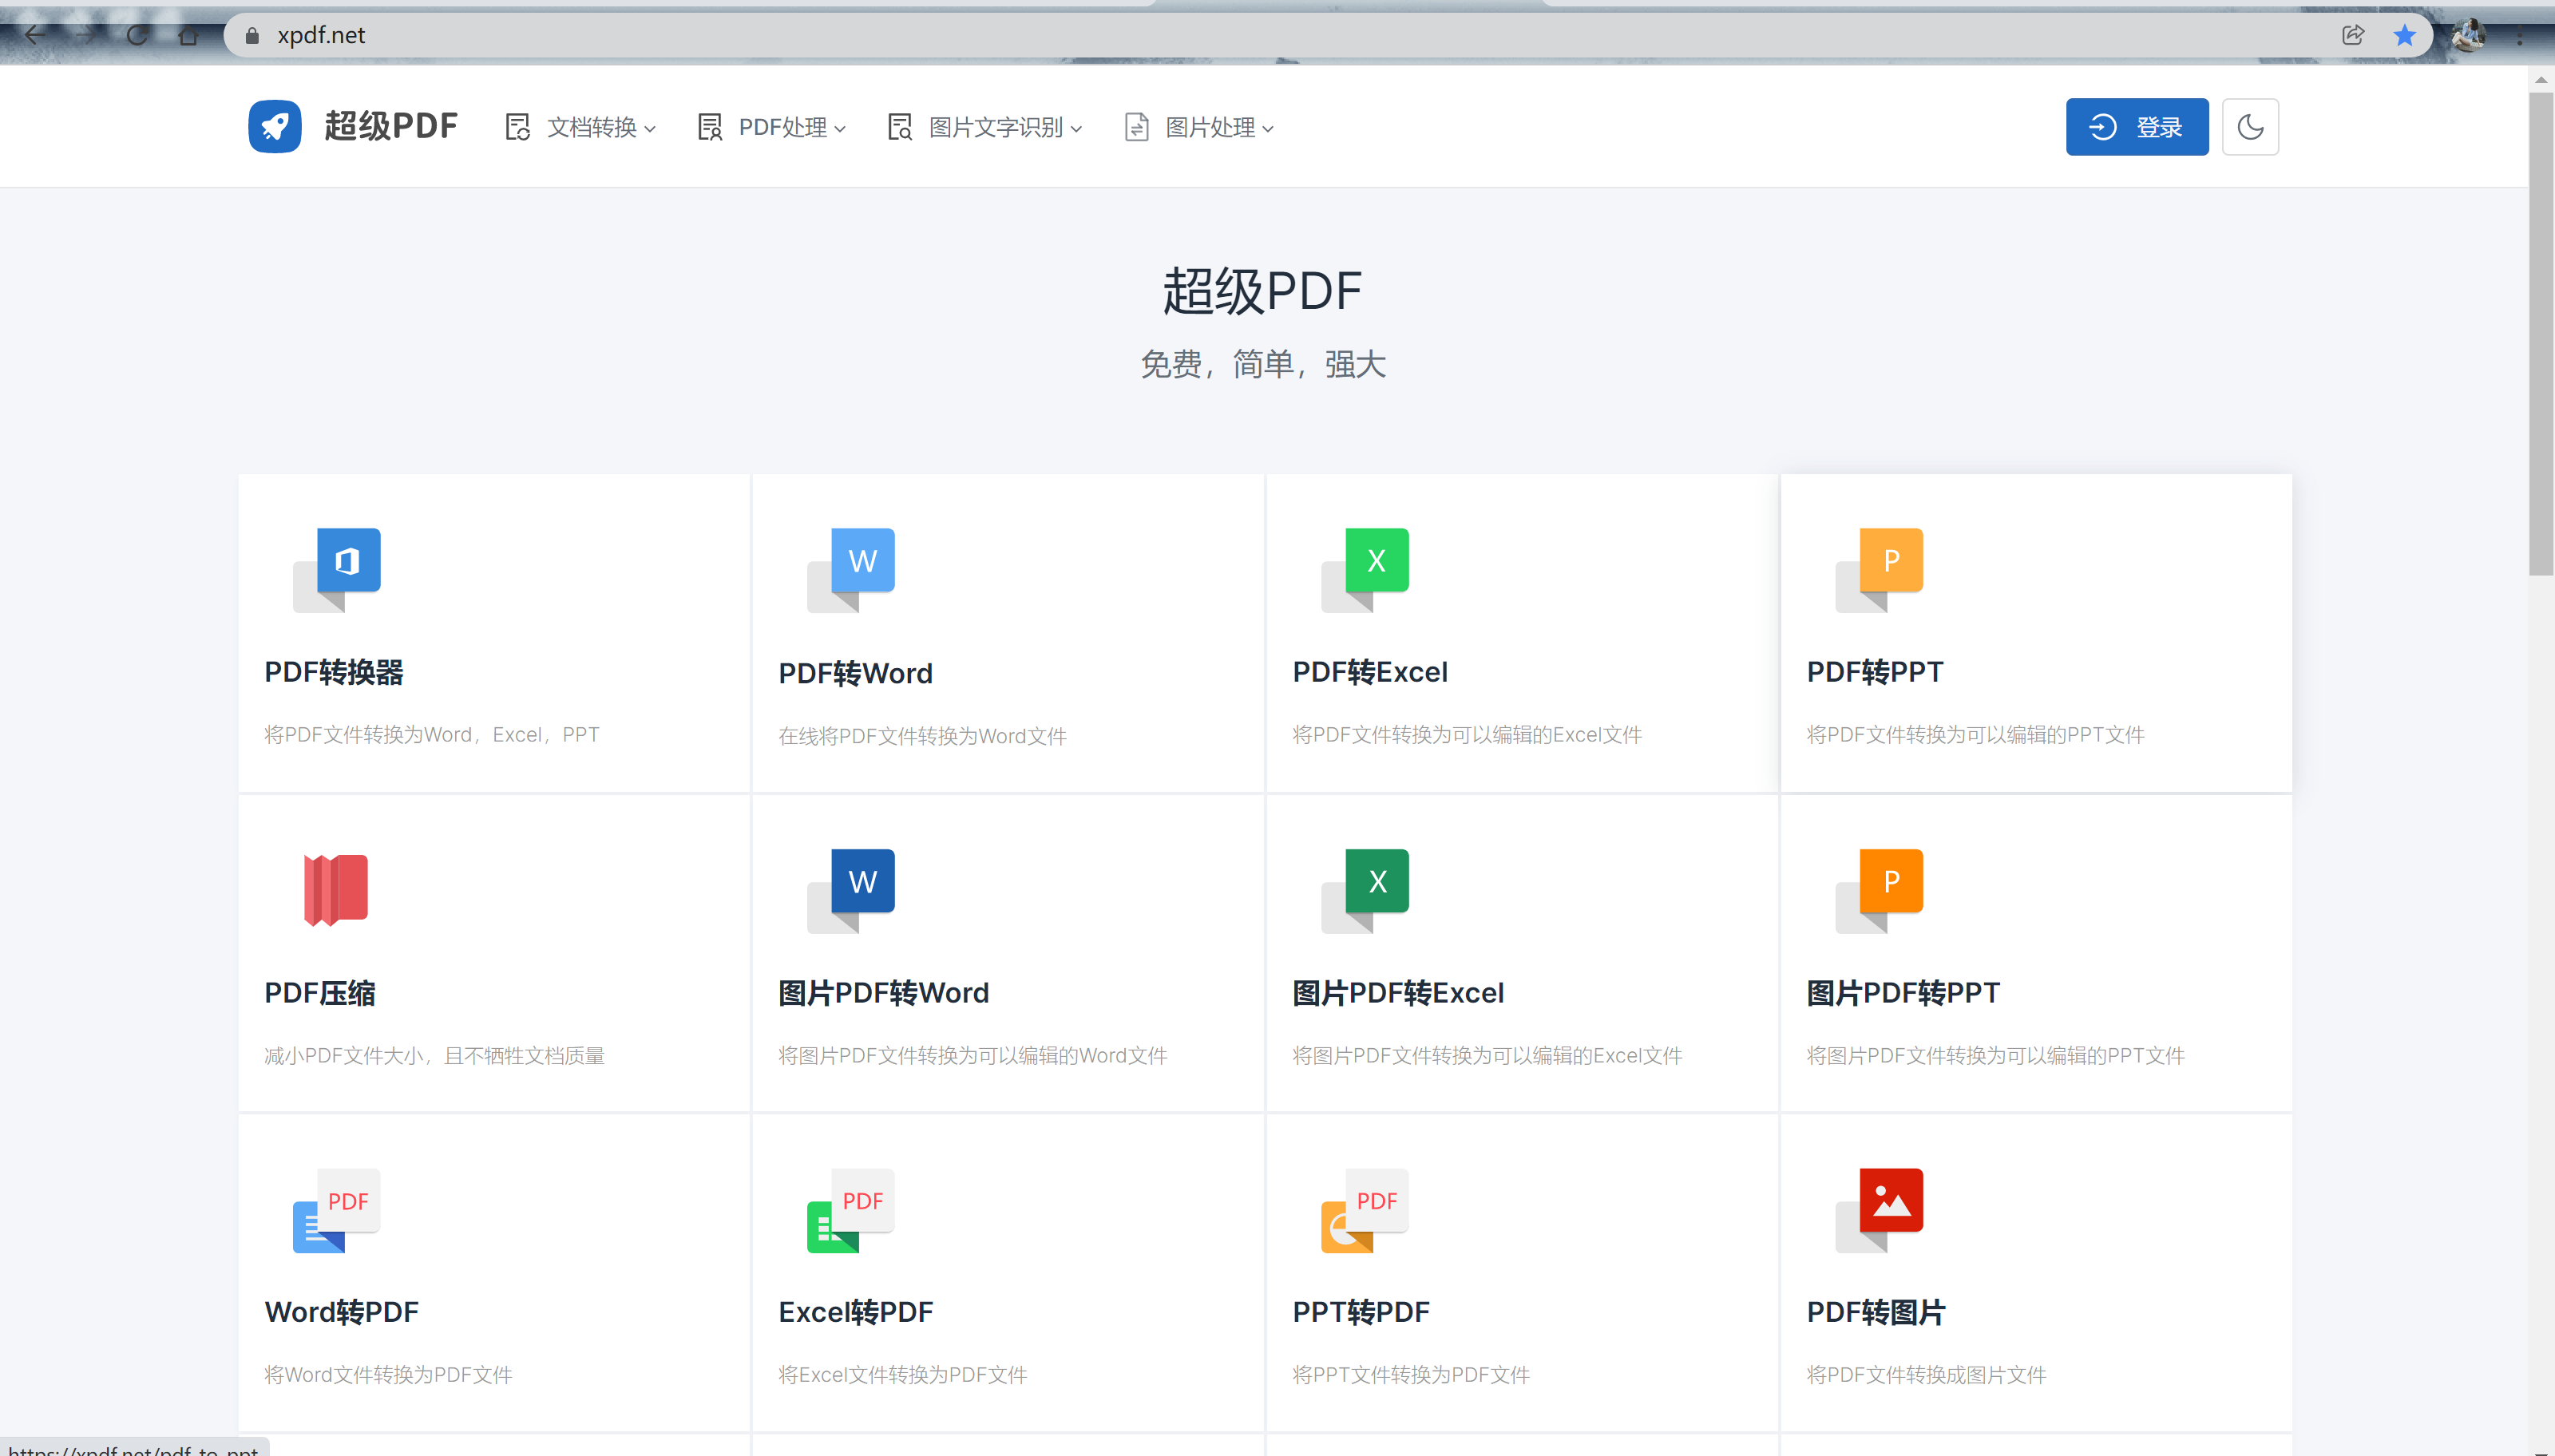 xpdf.net
超级PDF
文档转换
PDF处理
图片文字识别
图片处理
登录
超级PDF
免费，简单，强大
W
X
P
PDF转换器
PDF转Word
PDF转Excel
PDF转PPT
将PDF文件转换为Word，Excel，PPT
在线将PDF文件转换为Word文件
将PDF文件转换为可以编辑的Excel文件
将PDF文件转换为可以编辑的PPT文件
W
X
P
PDF压缩
图片PDF转Word
图片PDF转Excel
图片PDF转PPT
减小PDF文件大小，且不牺牲文档质量
将图片PDF文件转换为可以编辑的Word文件
将图片PDF文件转换为可以编辑的Excel文件
将图片PDF文件转换为可以编辑的PPT文件
PDF
PDF
PDF
Word转PDF
Excel转PDF
PPT转PDF
PDF转图片
将Word文件转换为PDF文件
将Excel文件转换为PDF文件
将PPT文件转换为PDF文件
将PDF文件转换成图片文件
https://xpdf.net/pdf_to_ppt